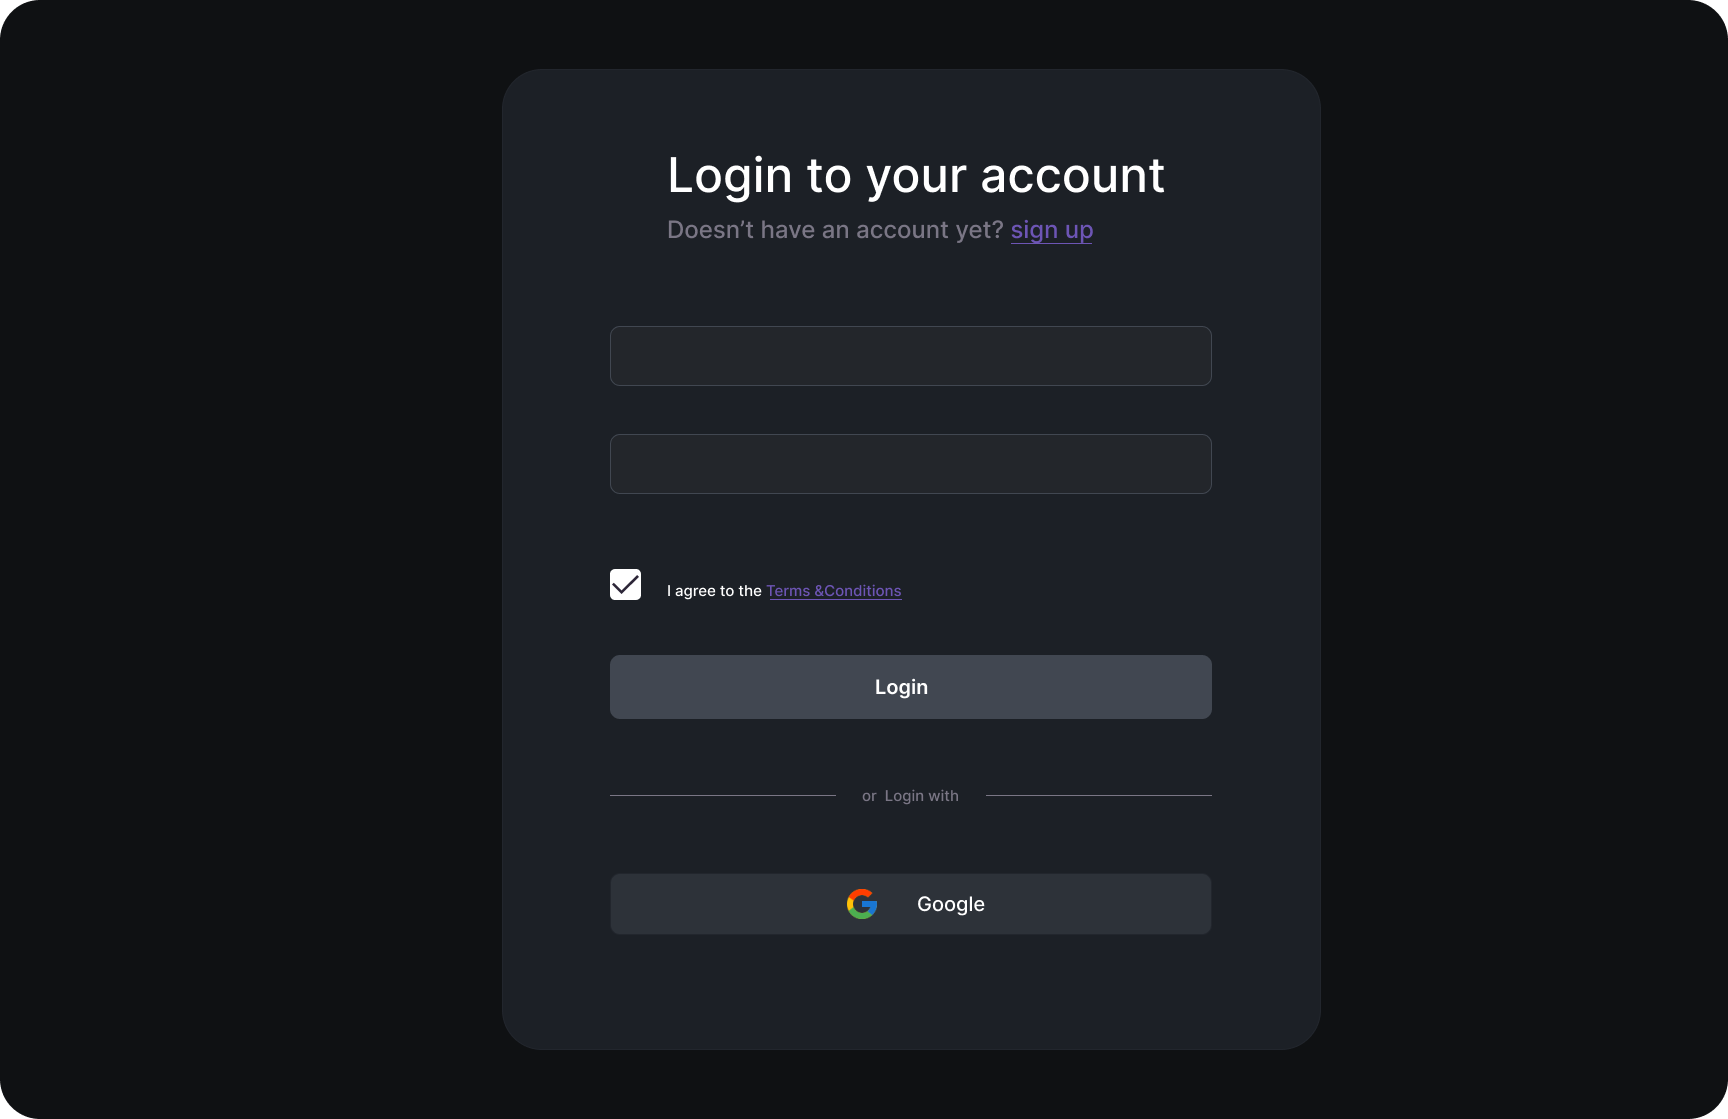 Login to your account
Doesn’t have an account yet? sign up
I agree to the Terms &Conditions
Login
or Login with
Google